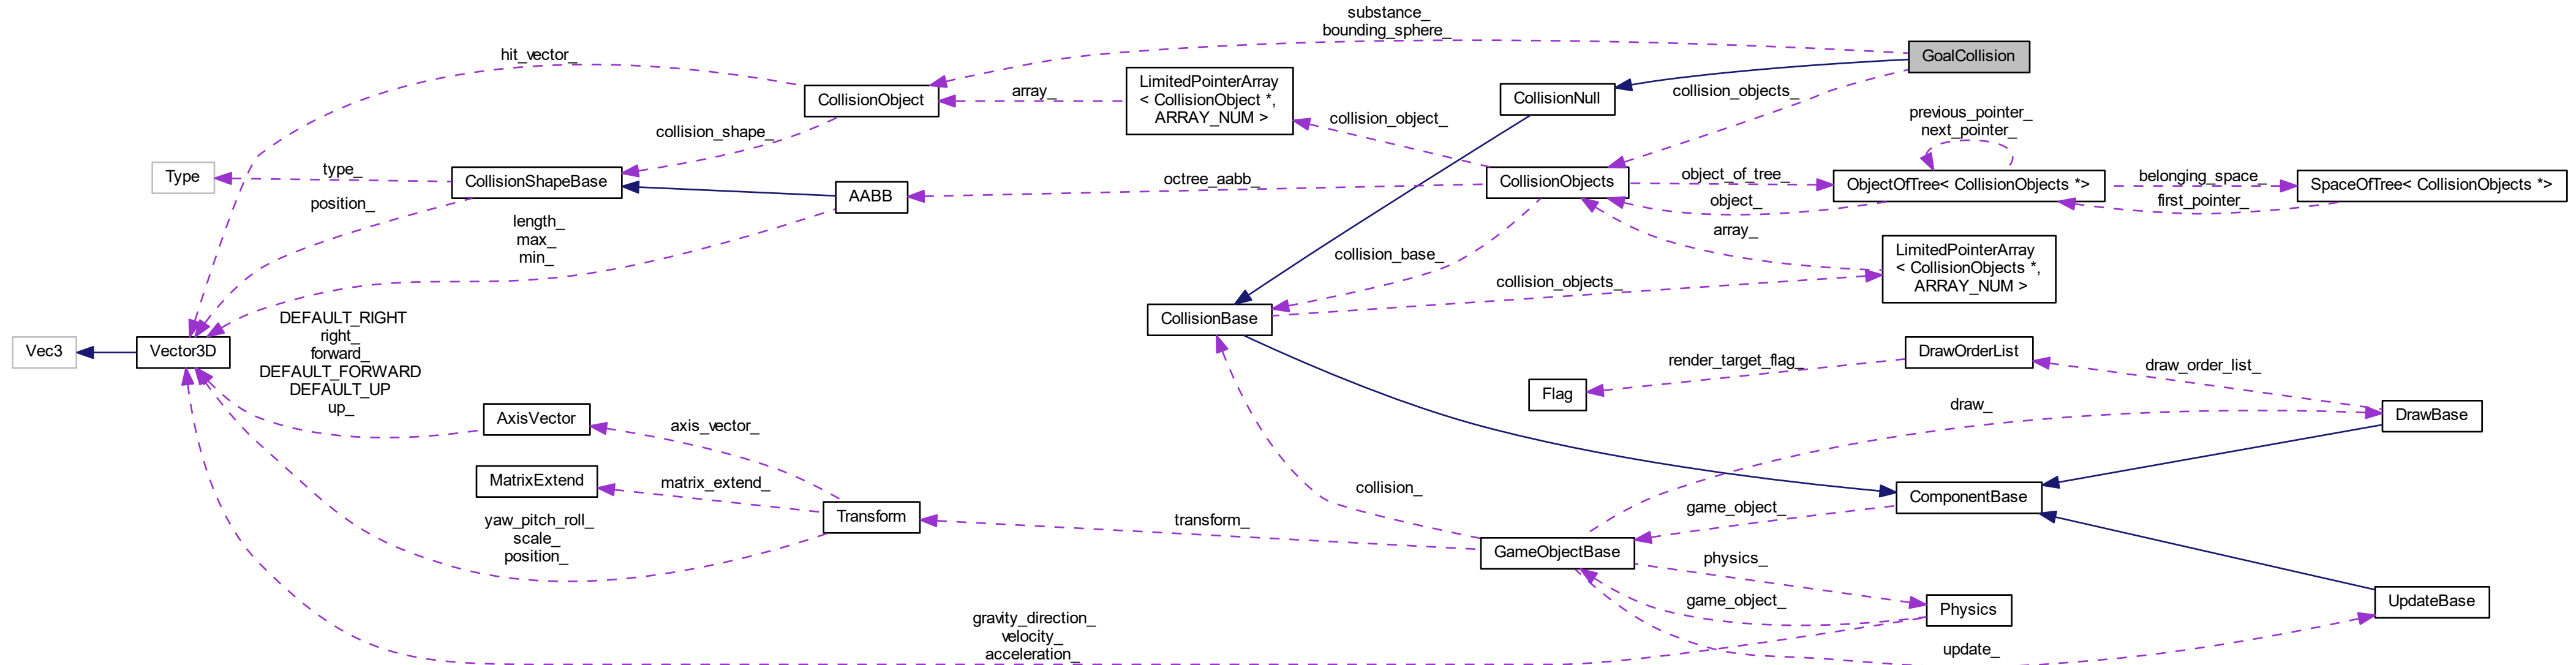 substance_
bounding_sphere_
hit_vector_
GoalCollision
LimitedPointerArray
< CollisionObject *,
ARRAY_NUM >
array_
CollisionObject
CollisionNull
collision_objects_
collision_object_
previous_pointer_
next_pointer_
collision_shape_
type_
Type
CollisionShapeBase
position_
AABB
octree_aabb_
CollisionObjects
object_of_tree_
object_
ObjectOfTree< CollisionObjects *>
belonging_space_
first_pointer_
SpaceOfTree< CollisionObjects *>
length_
max_
min_
array_
LimitedPointerArray
< CollisionObjects *,
ARRAY_NUM >
collision_base_
collision_objects_
CollisionBase
Vec3
Vector3D
DEFAULT_RIGHT
right_
forward_
DEFAULT_FORWARD
DEFAULT_UP
up_
render_target_flag_
DrawOrderList
draw_order_list_
Flag
draw_
DrawBase
AxisVector
axis_vector_
MatrixExtend
matrix_extend_
collision_
ComponentBase
game_object_
yaw_pitch_roll_
scale_
position_
Transform
transform_
GameObjectBase
physics_
game_object_
Physics
UpdateBase
gravity_direction_
velocity_
acceleration_
update_